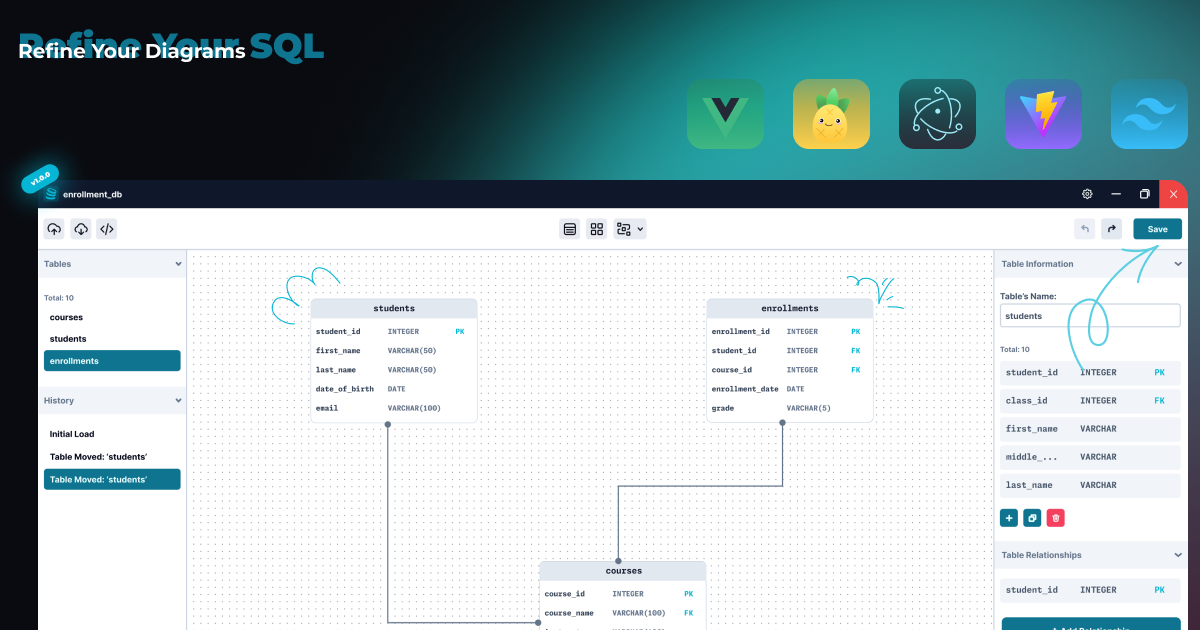 Refine Your SQL
Refine Your Diagrams
v1.0.0
enrollment_db
Save
Tables
Total: 10
courses
students
enrollments
History
Initial Load
Table Moved: ‘students’
Table Moved: ‘students’
students
student_id INTEGER PK
first_name VARCHAR(50)
last_name VARCHAR(50)
date_of_birth DATE
email VARCHAR(100)
enrollments
enrollment_id INTEGER PK
student_id INTEGER FK
course_id INTEGER FK
enrollment_date DATE
grade VARCHAR(5)
courses
course_id INTEGER PK
course_name VARCHAR(100) FK
Table Information
Table’s Name:
students
Total: 10
student_id INTEGER PK
class_id INTEGER FK
first_name VARCHAR
middle_... VARCHAR
last_name VARCHAR
Table Relationships
student_id INTEGER PK
+ Add Relationship